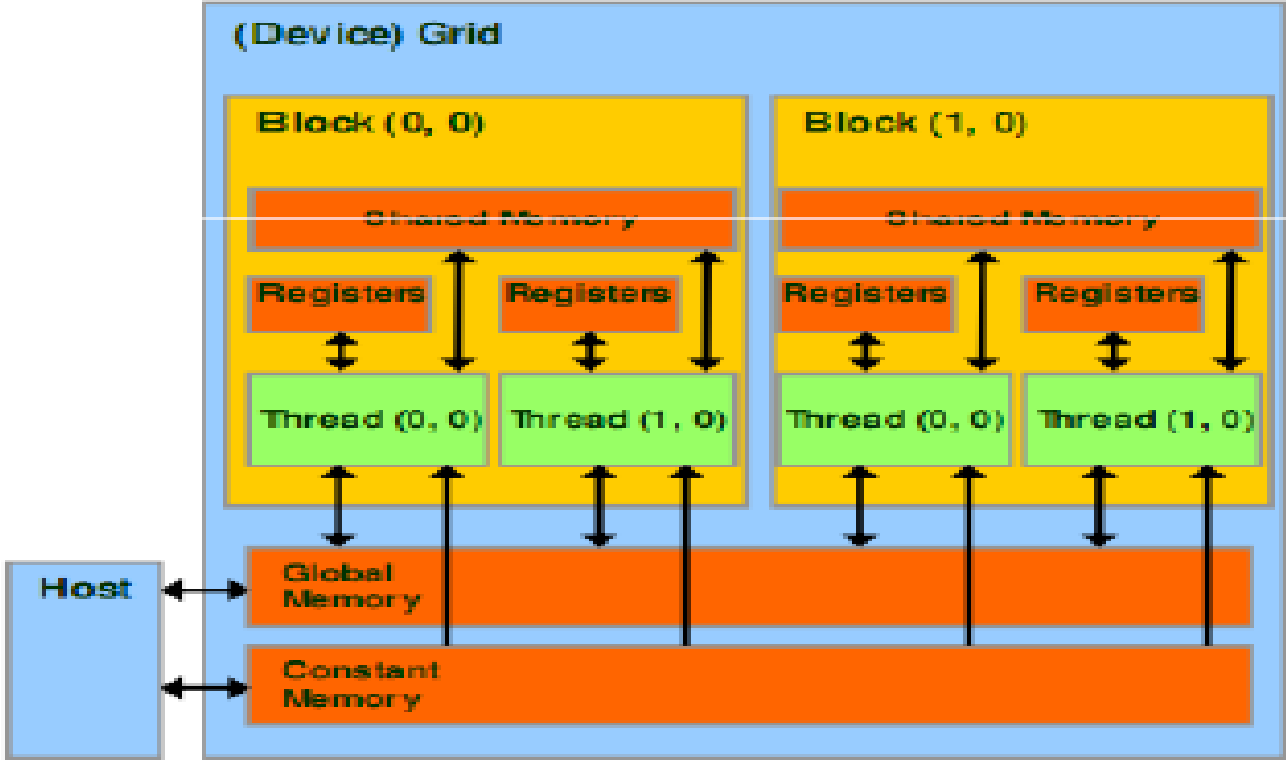 (Device) Grid
Block (0, 0)
Block (1, 0)
Shared Memory
Shared Memory
Registers
Registers
Registers
Registers
Thread (0, 0)
Thread (1, 0)
Thread (0, 0)
Thread (1, 0)
Host
Global
Memory
Constant
Memory